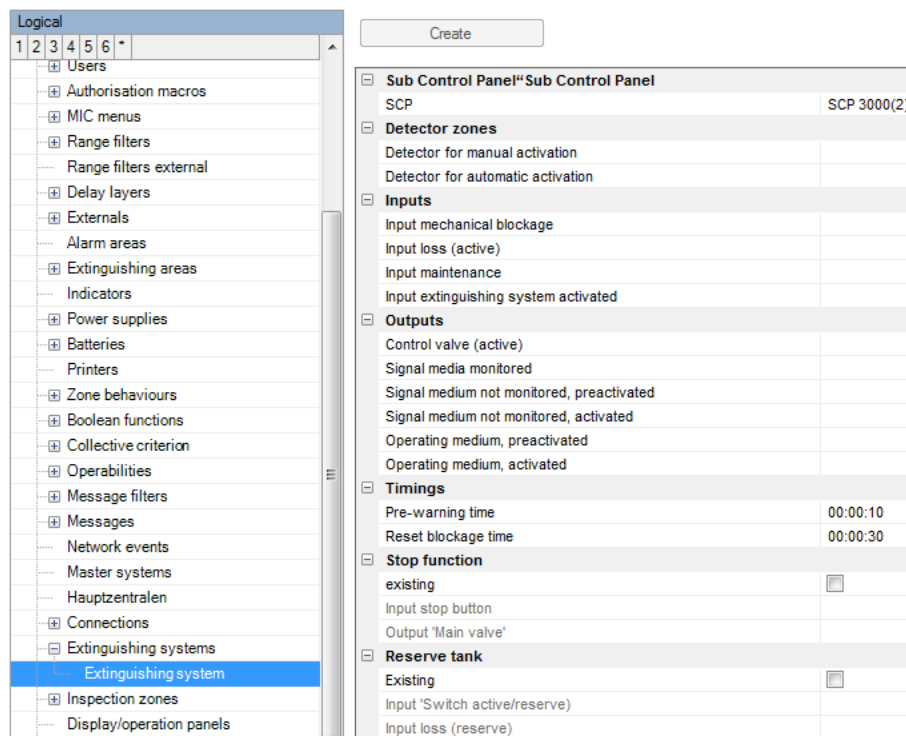 Logical
1 2 3 4 5 6 *
Users
Authorisation macros
MIC menus
Range filters
Range filters external
Delay layers
Externals
Alarm areas
Extinguishing areas
Indicators
Power supplies
Batteries
Printers
Zone behaviours
Boolean functions
Collective criterion
Operabilities
Message filters
Messages
Network events
Master systems
Hauptzentralen
Connections
Extinguishing systems
Extinguishing system
Inspection zones
Display/operation panels
Create
Sub Control Panel“Sub Control Panel
SCP SCP 3000(2)
Detector zones
Detector for manual activation
Detector for automatic activation
Inputs
Input mechanical blockage
Input loss (active)
Input maintenance
Input extinguishing system activated
Outputs
Control valve (active)
Signal media monitored
Signal medium not monitored, preactivated
Signal medium not monitored, activated
Operating medium, preactivated
Operating medium, activated
Timings
Pre-warning time 00:00:10
Reset blockage time 00:00:30
Stop function
existing
Input stop button
Output 'Main valve'
Reserve tank
Existing
Input 'Switch active/reserve)
Input loss (reserve)